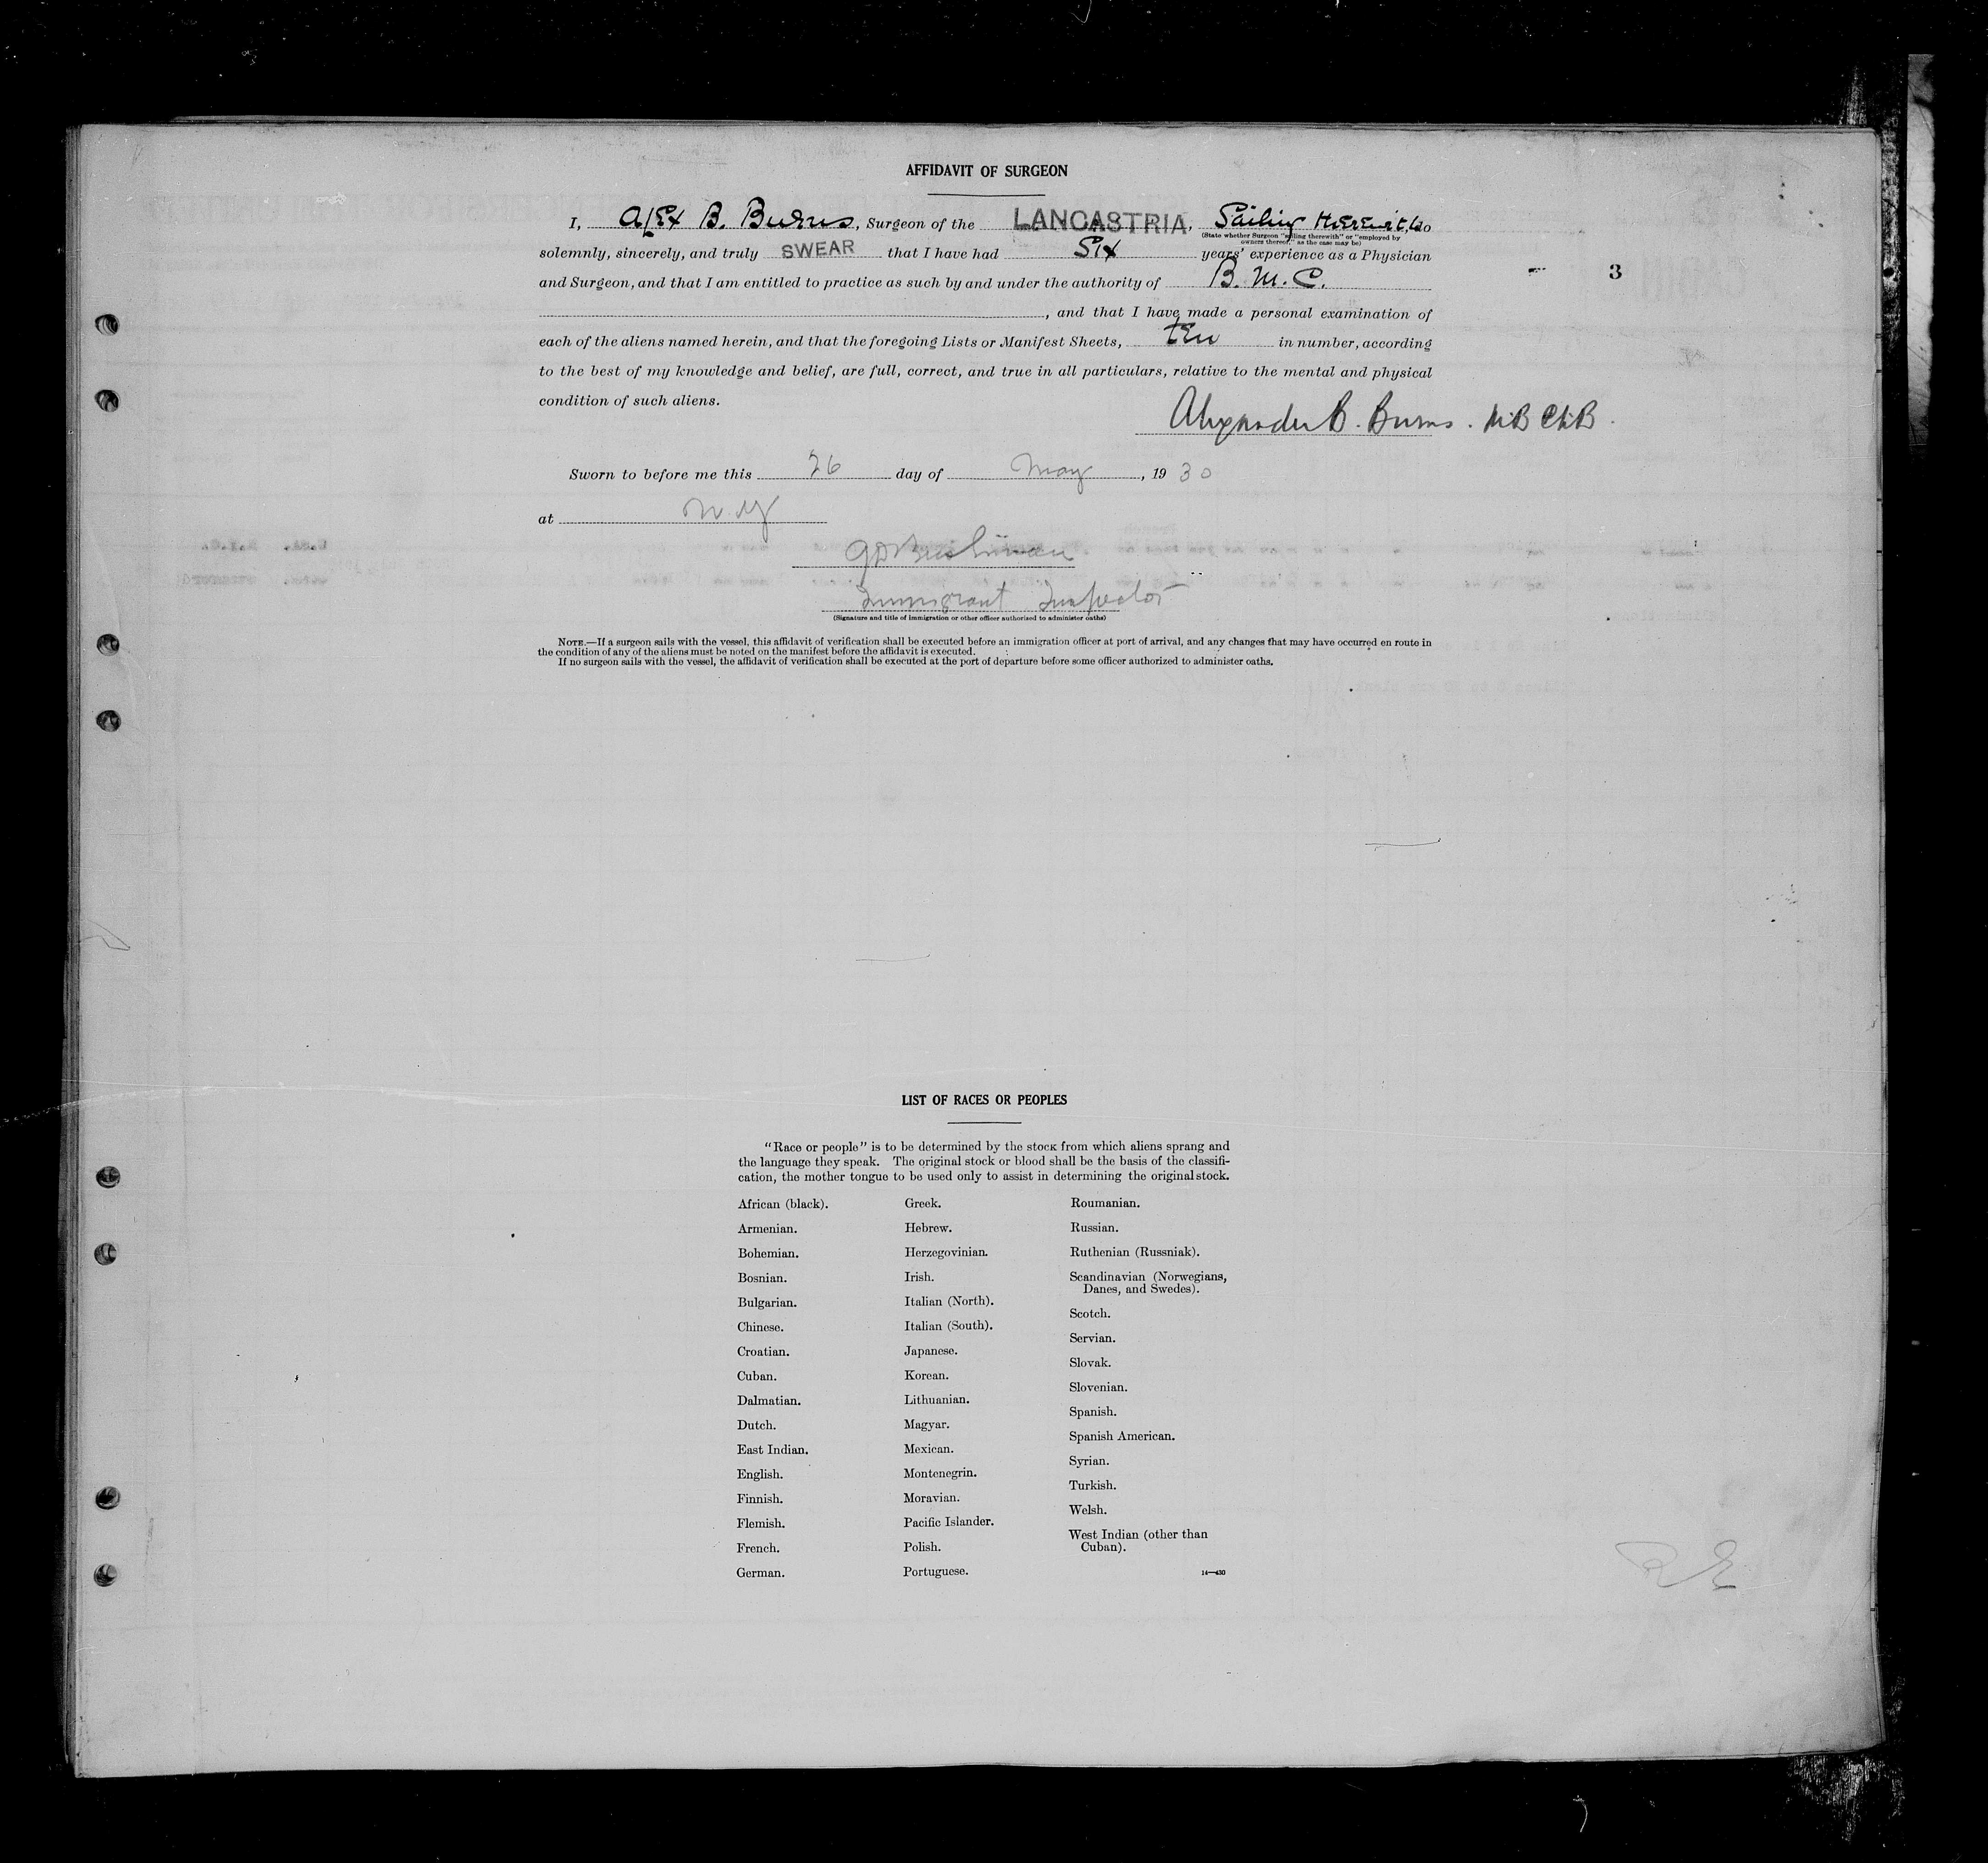 AFFIDAVIT OF SURGEON
I, Alex B. Burns, Surgeon of the LANCASTRIA, Sailing therewith, do
(State whether Surgeon "sailing therewith" or "employed by
owners thereof," as the case may be)
solemnly, sincerely, and truly SWEAR that I have had Six years' experience as a Physician
and Surgeon, and that I am entitled to practice as such by and under the authority of B. M. C.
, and that I have made a personal examination of
3
each of the aliens named herein, and that the foregoing Lists or Manifest Sheets, ten in number, according
to the best of my knowledge and belief, are full, correct, and true in all particulars, relative to the mental and physical
condition of such aliens.
Alexander B. Burns. M.B Ch.B.
Sworn to before me this 26 day of May, 1930
at N.Y
Immigrant Inspector
(Signature and title of immigration or other officer authorized to administer oaths)
NOTE.—If a surgeon sails with the vessel, this affidavit of verification shall be executed before an immigration officer at port of arrival, and any changes that may have occurred en route in
the condition of any of the aliens must be noted on the manifest before the affidavit is executed.
If no surgeon sails with the vessel, the affidavit of verification shall be executed at the port of departure before some officer authorized to administer oaths.
LIST OF RACES OR PEOPLES
"Race or people" is to be determined by the stock from which aliens sprang and
the language they speak. The original stock or blood shall be the basis of the classifi-
cation, the mother tongue to be used only to assist in determining the original stock.
African (black).
Armenian.
Bohemian.
Bosnian.
Bulgarian.
Chinese.
Croatian.
Cuban.
Dalmatian.
Dutch.
East Indian.
English.
Finnish.
Flemish.
French.
German.
Greek.
Hebrew.
Herzegovinian.
Irish.
Italian (North).
Italian (South).
Japanese.
Korean.
Lithuanian.
Magyar.
Mexican.
Montenegrin.
Moravian.
Pacific Islander.
Polish.
Portuguese.
Roumanian.
Russian.
Ruthenian (Russniak).
Scandinavian (Norwegians,
Danes, and Swedes).
Scotch.
Servian.
Slovak.
Slovenian.
Spanish.
Spanish American.
Syrian.
Turkish.
Welsh.
West Indian (other than
Cuban).
14—430